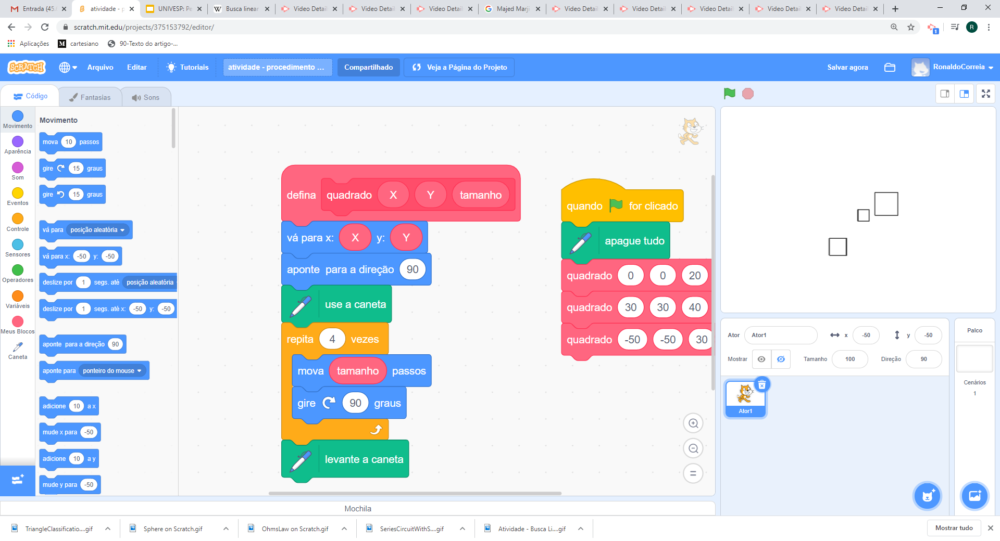 Entrada (45.
atividade - p
UNIVESP: Pe
Busca linear
Video Detail
Video Detail
Video Detail
Majed Marji
Video Detail
Video Detail
Video Detail
Video Detail
Video Detail
scratch.mit.edu/projects/375153792/editor/
1
R
Aplicações
M cartesiano
90-Texto do artigo-...
SCRATCH
Arquivo
Editar
Tutoriais
atividade - procedimento ...
Compartilhado
Veja a Página do Projeto
Salvar agora
RonaldoCorreia
Código
Fantasias
Sons
Movimento
Aparência
Som
Eventos
Controle
Sensores
Operadores
Variáveis
Meus Blocos
Caneta
Movimento
mova 10 passos
gire 15 graus
gire 15 graus
vá para posição aleatória
vá para x: -50 y: -50
deslize por 1 segs. até posição aleatória
deslize por 1 segs. até x: -50 y: -50
aponte para a direção 90
aponte para ponteiro do mouse
adicione 10 a x
mude x para -50
adicione 10 a y
mude y para -50
defina quadrado X Y tamanho
vá para x: X y: Y
aponte para a direção 90
use a caneta
repita 4 vezes
mova tamanho passos
gire 90 graus
levante a caneta
quando for clicado
apague tudo
quadrado 0 0 20
quadrado 30 30 40
quadrado -50 -50 30
Ator Ator1 x -50 y -50
Mostrar Tamanho 100 Direção 90
Ator1
Palco
Cenários
1
Mochila
TriangleClassificatio....gif
Sphere on Scratch.gif
OhmsLaw on Scratch.gif
SeriesCircuitWithS....gif
Atividade - Busca Li....gif
Mostrar tudo